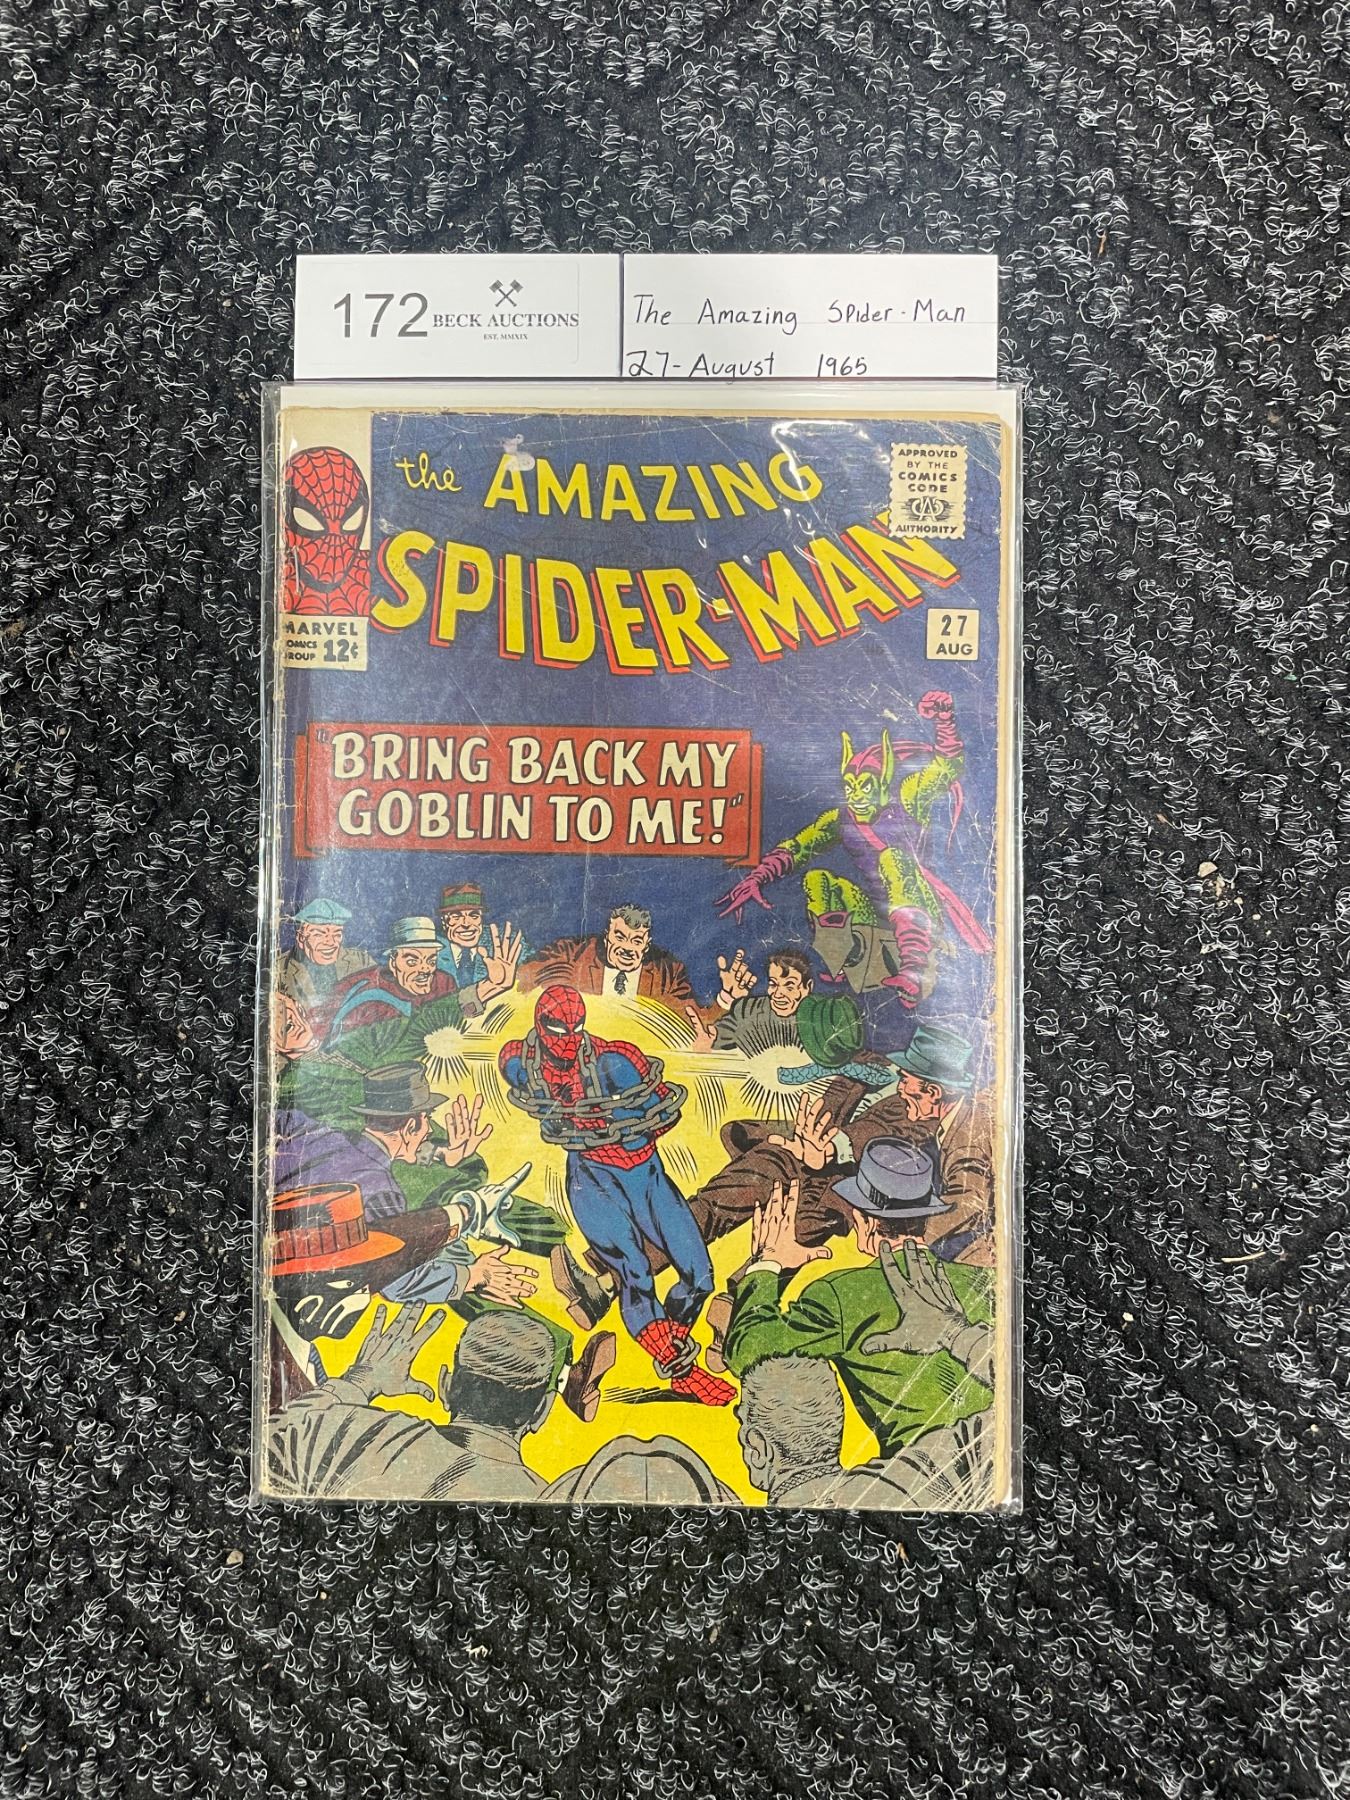 172
BECK AUCTIONS
EST. MMXIX
The Amazing Spider-Man
27-August 1965
the AMAZING
SPIDER-MAN
APPROVED
BY THE
COMICS
CODE
CA
AUTHORITY
MARVEL
COMICS
GROUP 12¢
27
AUG
"BRING BACK MY
GOBLIN TO ME!"